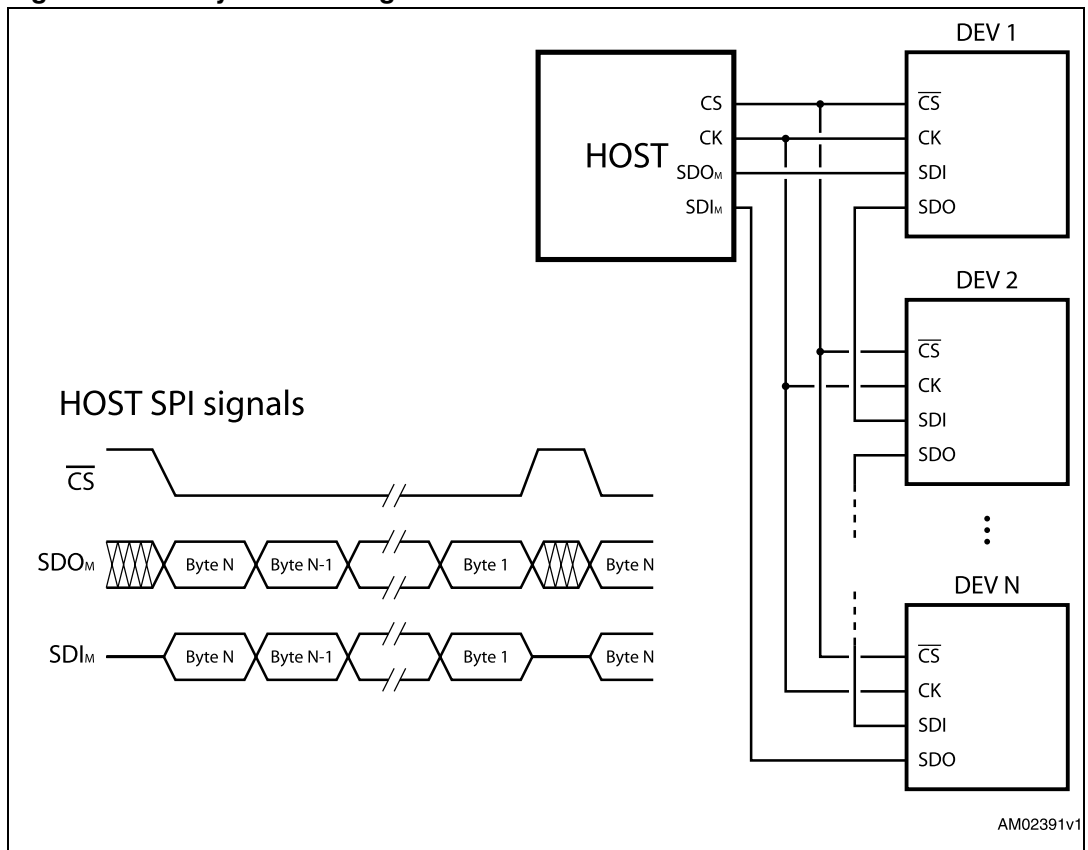 DEV 1
HOST
CS
CK
SDOM
SDIM
CS
CK
SDI
SDO
DEV 2
CS
CK
SDI
SDO
HOST SPI signals
CS
SDOM Byte N Byte N-1 Byte 1 Byte N
SDIM Byte N Byte N-1 Byte 1 Byte N
DEV N
CS
CK
SDI
SDO
AM02391v1